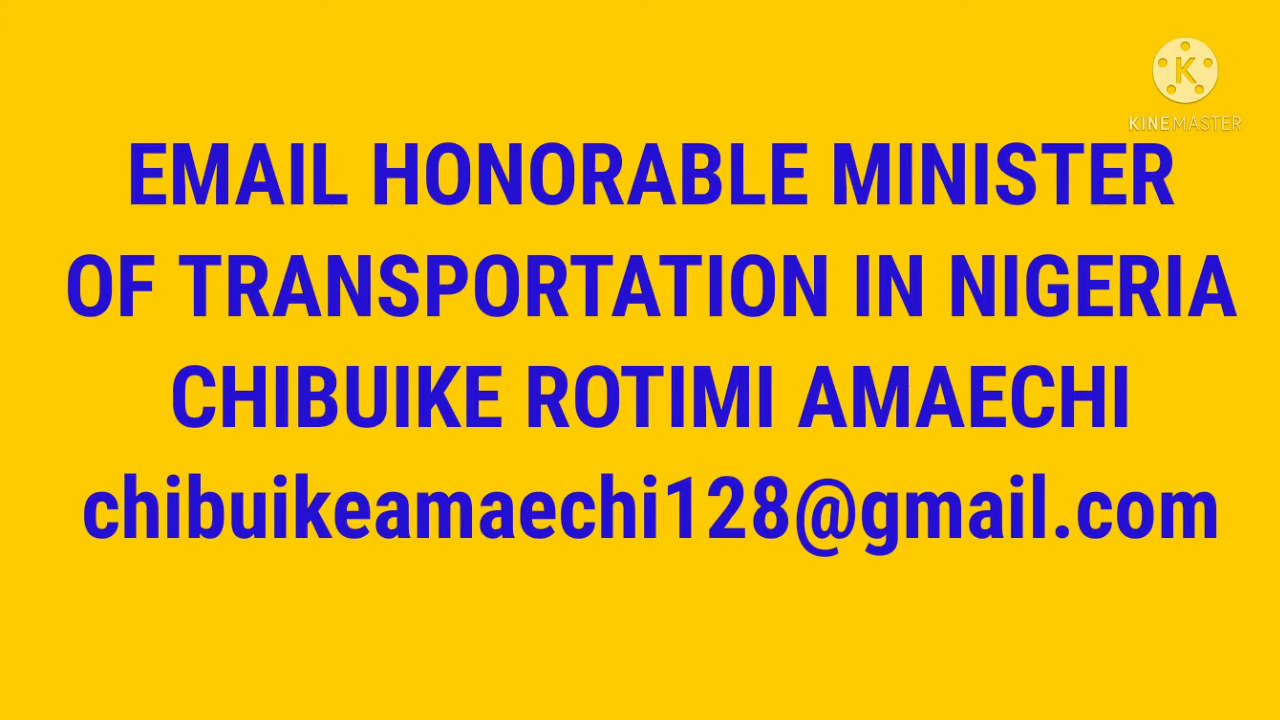 K
KINEMASTER
EMAIL HONORABLE MINISTER
OF TRANSPORTATION IN NIGERIA
CHIBUIKE ROTIMI AMAECHI
chibuikeamaechi128@gmail.com